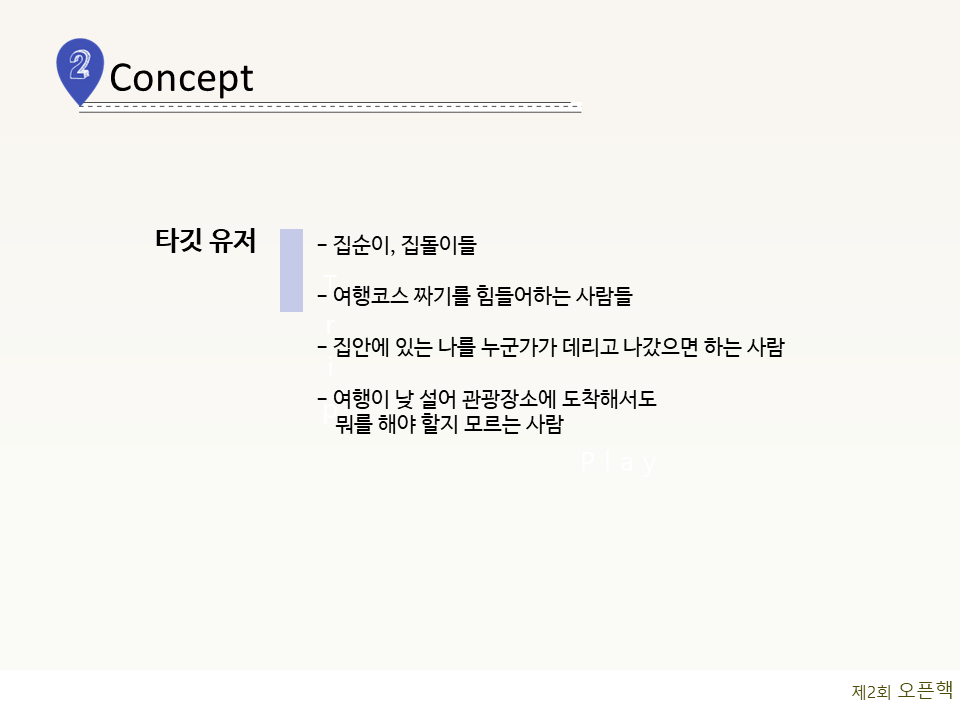 2
Concept
타깃 유저
- 집순이, 집돌이들
- 여행코스 짜기를 힘들어하는 사람들
- 집안에 있는 나를 누군가가 데리고 나갔으면 하는 사람
- 여행이 낯 설어 관광장소에 도착해서도
뭐를 해야 할지 모르는 사람
Trip
Play
제2회 오픈핵